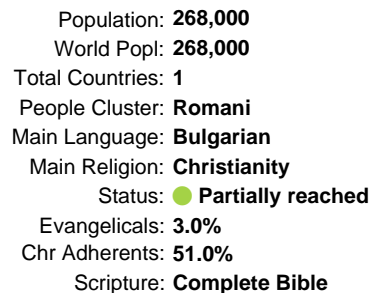 Population: 268,000
World Popl: 268,000
Total Countries: 1
People Cluster: Romani
Main Language: Bulgarian
Main Religion: Christianity
Status: Partially reached
Evangelicals: 3.0%
Chr Adherents: 51.0%
Scripture: Complete Bible